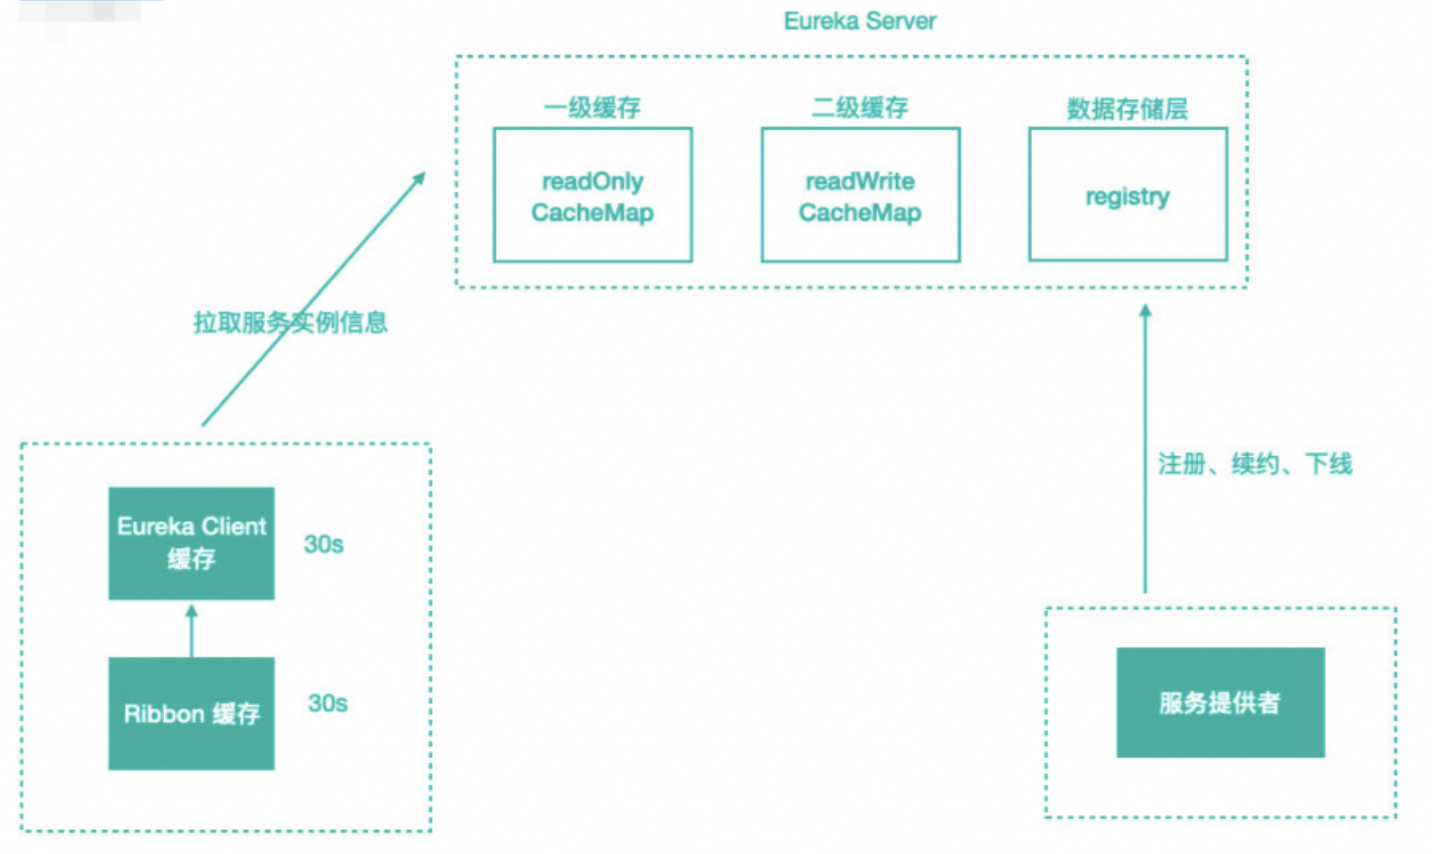 Eureka Server
一级缓存
二级缓存
数据存储层
readOnly
CacheMap
readWrite
CacheMap
registry
拉取服务实例信息
注册、续约、下线
Eureka Client
缓存
30s
Ribbon 缓存
30s
服务提供者